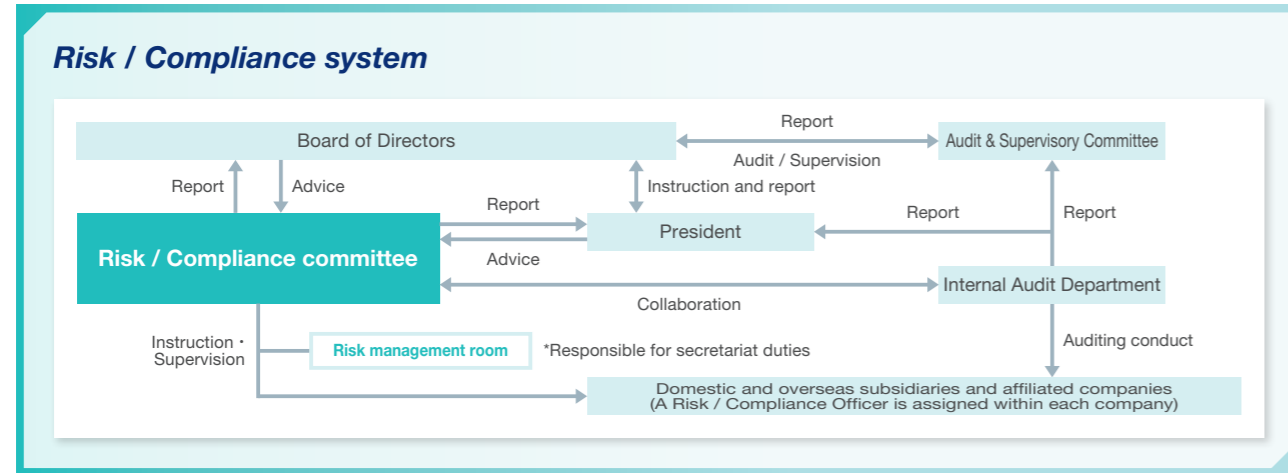 Risk / Compliance system
Report
Board of Directors
Audit & Supervisory Committee
Audit / Supervision
Report
Advice
Instruction and report
Report
Report
Report
President
Risk / Compliance committee
Advice
Internal Audit Department
Collaboration
Instruction・
Supervision
Risk management room
*Responsible for secretariat duties
Auditing conduct
Domestic and overseas subsidiaries and affiliated companies
(A Risk / Compliance Officer is assigned within each company)